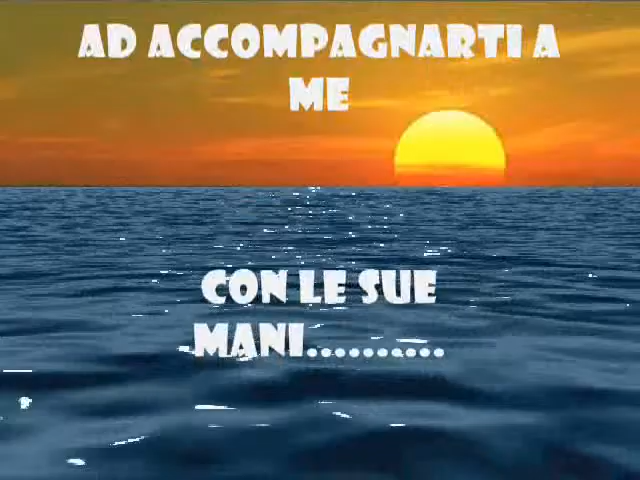 AD ACCOMPAGNARTI A
ME
CON LE SUE
MANI..........